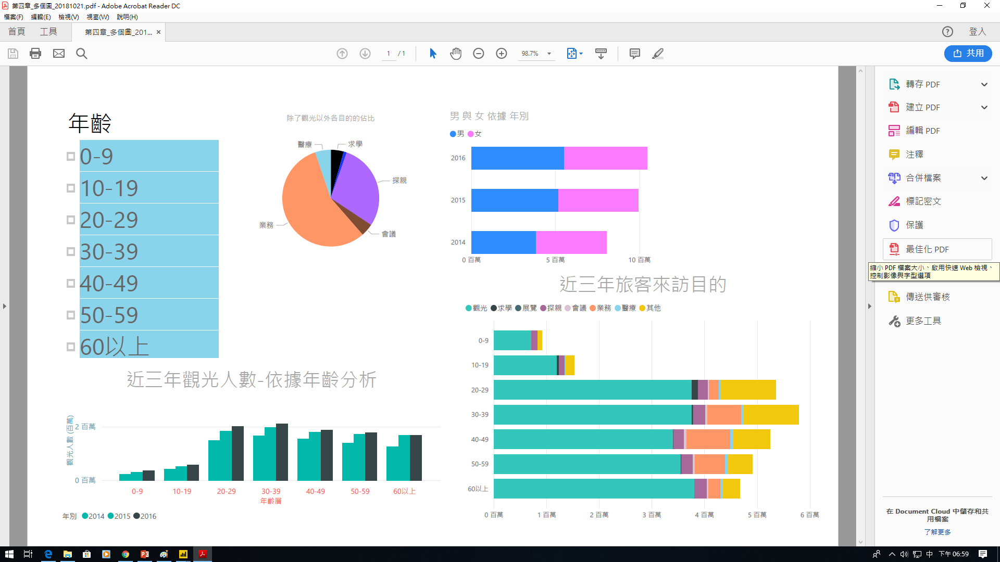 第四章_多個圖_20181021.pdf - Adobe Acrobat Reader DC
檔案(F) 編輯(E) 檢視(V) 視窗(W) 說明(H)
首頁 工具 第四章_多個圖_201... × 登入
1 / 1 98.7% 共用
年齡
0-9
10-19
20-29
30-39
40-49
50-59
60以上
除了觀光以外各目的的佔比
醫療 求學
探親
業務
會議
男 與 女 依據 年別
男 女
2016
2015
2014
0 百萬 5 百萬 10 百萬
近三年旅客來訪目的
觀光 求學 展覽 探親 會議 業務 醫療 其他
0-9
10-19
20-29
30-39
40-49
50-59
60以上
0 百萬 1 百萬 2 百萬 3 百萬 4 百萬 5 百萬 6 百萬
近三年觀光人數-依據年齡分析
觀光人數 (百萬)
2 百萬
0 百萬
0-9 10-19 20-29 30-39 40-49 50-59 60以上
年齡層
年別 2014 2015 2016
轉存 PDF
建立 PDF
編輯 PDF
注釋
合併檔案
標記密文
保護
最佳化 PDF
縮小 PDF 檔案大小、啟用快速 Web 檢視、
控制影像與字型選項
傳送供審核
更多工具
在 Document Cloud 中儲存和共
用檔案
了解更多
中 下午 06:59